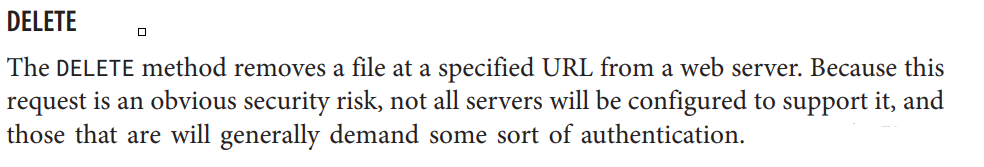 DELETE
The DELETE method removes a file at a specified URL from a web server. Because this
request is an obvious security risk, not all servers will be configured to support it, and
those that are will generally demand some sort of authentication.